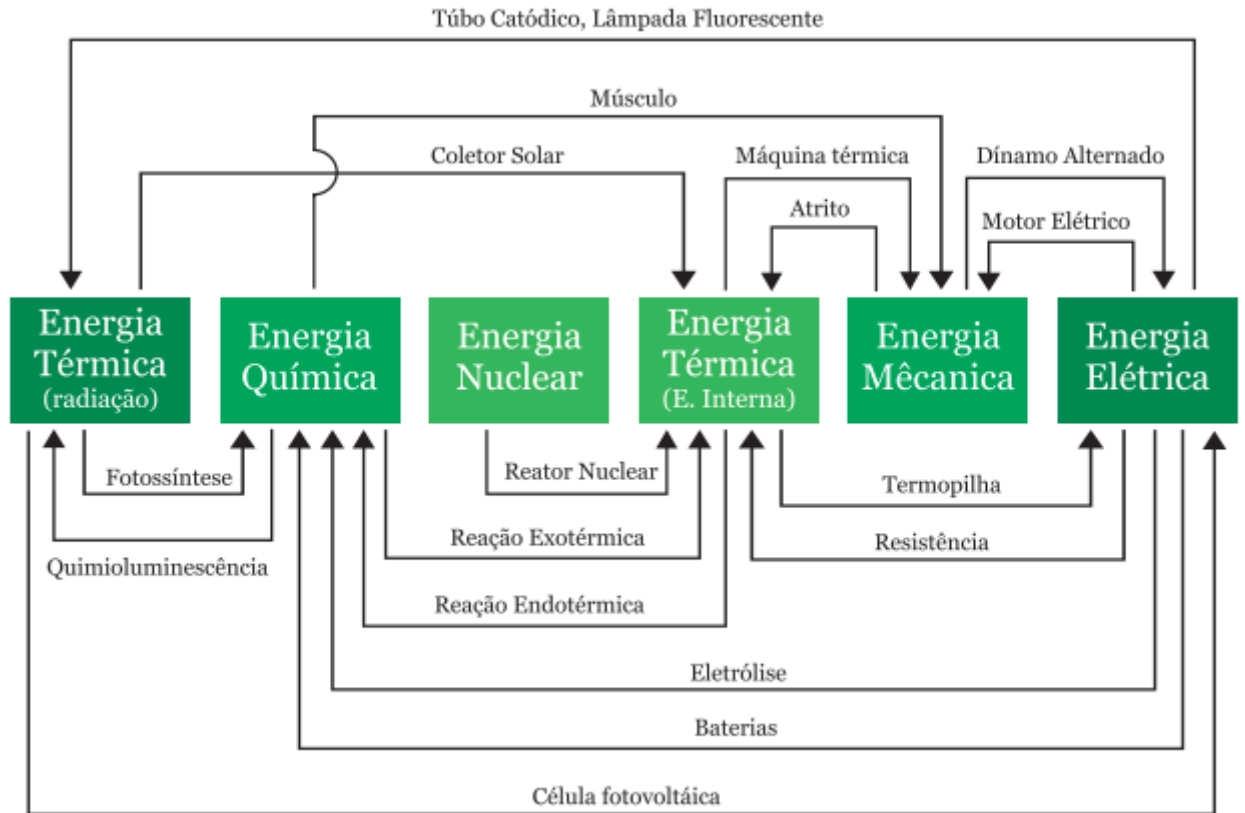 Túbo Catódico, Lâmpada Fluorescente
Músculo
Coletor Solar
Máquina térmica
Dínamo Alternado
Atrito
Motor Elétrico
Energia
Térmica
(radiação)
Energia
Química
Energia
Nuclear
Energia
Térmica
(E. Interna)
Energia
Mêcanica
Energia
Elétrica
Fotossíntese
Reator Nuclear
Termopilha
Quimioluminescência
Reação Exotérmica
Resistência
Reação Endotérmica
Eletrólise
Baterias
Célula fotovoltáica